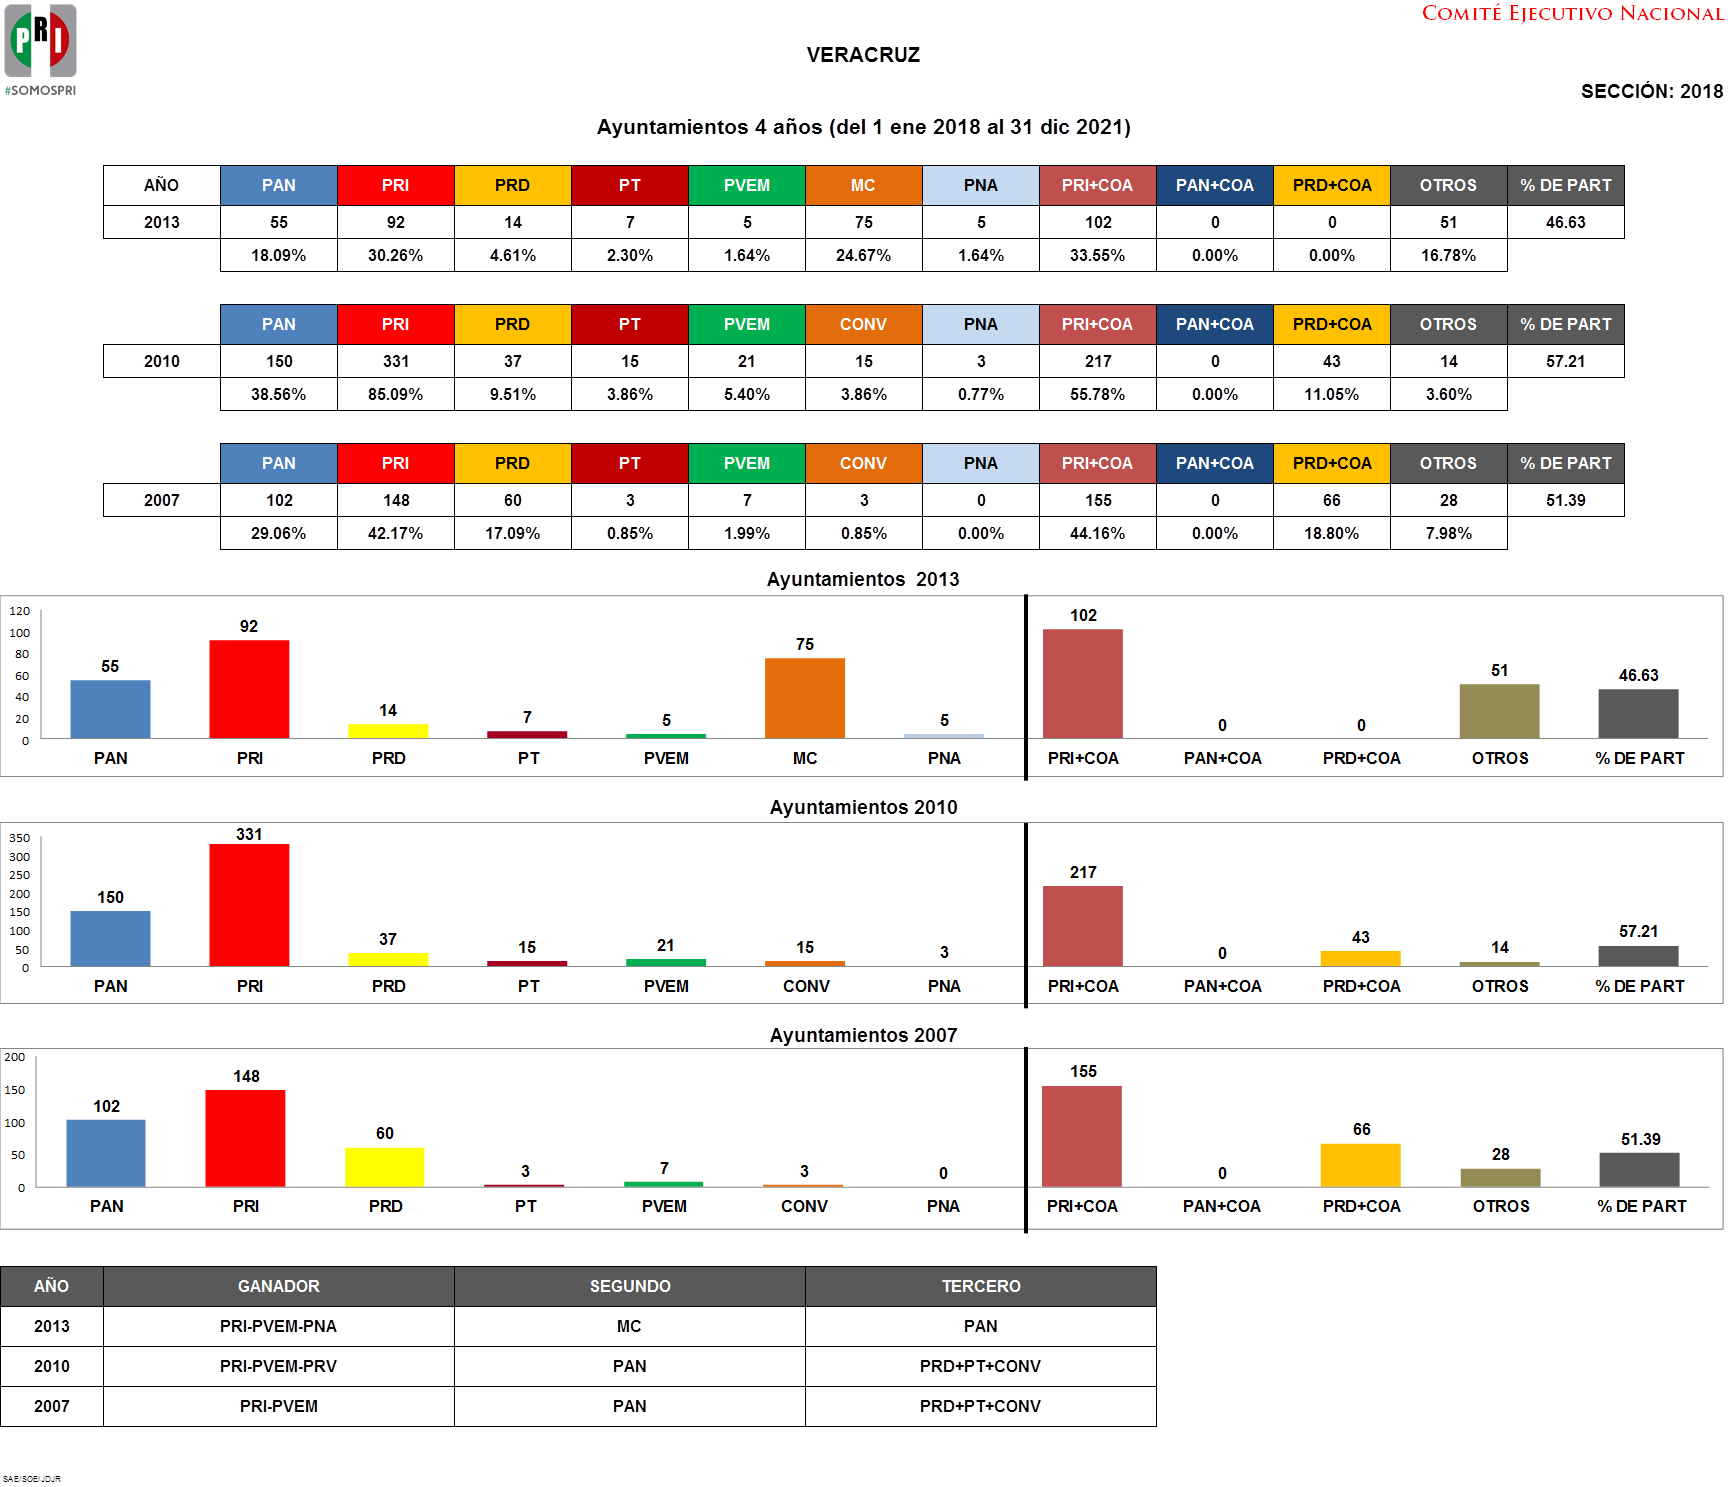 COMITÉ EJECUTIVO NACIONAL
PRI
#SOMOSPRI
VERACRUZ
SECCIÓN: 2018
Ayuntamientos 4 años (del 1 ene 2018 al 31 dic 2021)
AÑO PAN PRI PRD PT PVEM MC PNA PRI+COA PAN+COA PRD+COA OTROS % DE PART
2013 55 92 14 7 5 75 5 102 0 0 51 46.63
18.09% 30.26% 4.61% 2.30% 1.64% 24.67% 1.64% 33.55% 0.00% 0.00% 16.78%
PAN PRI PRD PT PVEM CONV PNA PRI+COA PAN+COA PRD+COA OTROS % DE PART
2010 150 331 37 15 21 15 3 217 0 43 14 57.21
38.56% 85.09% 9.51% 3.86% 5.40% 3.86% 0.77% 55.78% 0.00% 11.05% 3.60%
PAN PRI PRD PT PVEM CONV PNA PRI+COA PAN+COA PRD+COA OTROS % DE PART
2007 102 148 60 3 7 3 0 155 0 66 28 51.39
29.06% 42.17% 17.09% 0.85% 1.99% 0.85% 0.00% 44.16% 0.00% 18.80% 7.98%
Ayuntamientos 2013
120
100
80
60
40
20
0
55 92 14 7 5 75 5 102 0 0 51 46.63
PAN PRI PRD PT PVEM MC PNA PRI+COA PAN+COA PRD+COA OTROS % DE PART
Ayuntamientos 2010
350
300
250
200
150
100
50
0
150 331 37 15 21 15 3 217 0 43 14 57.21
PAN PRI PRD PT PVEM CONV PNA PRI+COA PAN+COA PRD+COA OTROS % DE PART
Ayuntamientos 2007
200
150
100
50
0
102 148 60 3 7 3 0 155 0 66 28 51.39
PAN PRI PRD PT PVEM CONV PNA PRI+COA PAN+COA PRD+COA OTROS % DE PART
AÑO GANADOR SEGUNDO TERCERO
2013 PRI-PVEM-PNA MC PAN
2010 PRI-PVEM-PRV PAN PRD+PT+CONV
2007 PRI-PVEM PAN PRD+PT+CONV
SAE/SOE/JDJR